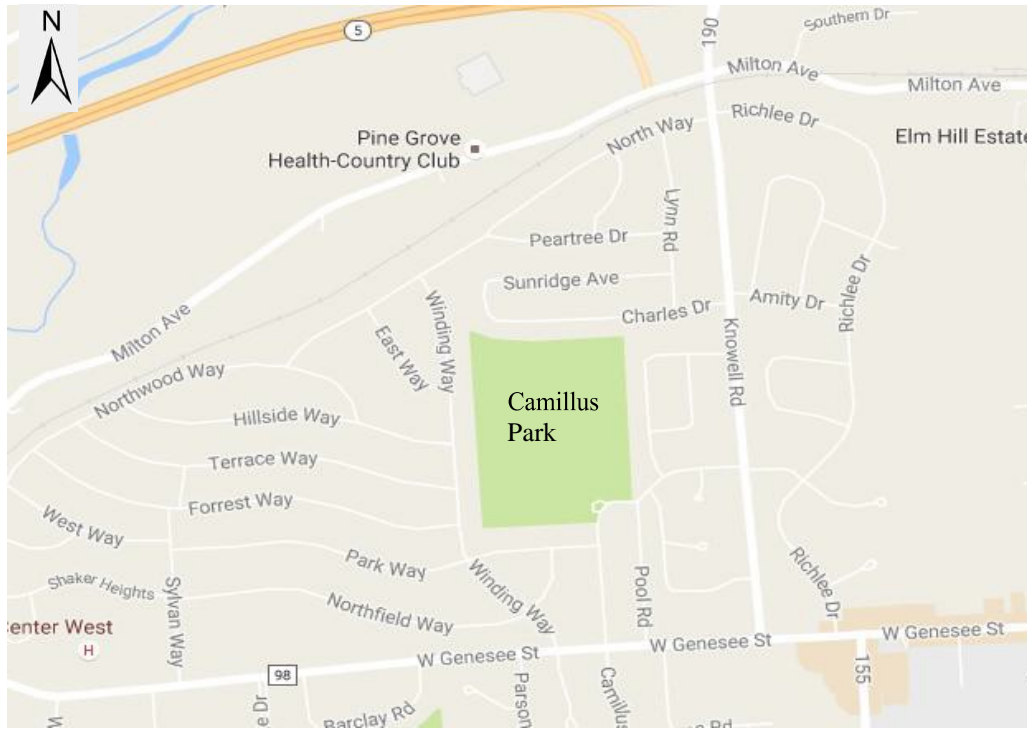 N
5
190
Southern Dr
Milton Ave
Milton Ave
Pine Grove
Health-Country Club
North Way
Richlee Dr
Elm Hill Estate
Lynn Rd
Peartree Dr
Sunridge Ave
Charles Dr
Amity Dr
Richlee Dr
Winding Way
East Way
Milton Ave
Knowell Rd
Northwood Way
Camillus
Park
Hillside Way
Terrace Way
Forrest Way
West Way
Park Way
Winding Way
Pool Rd
Richlee Dr
Shaker Heights
Sylvan Way
Northfield Way
enter West
H
W Genesee St
W Genesee St
W Genesee St
98
155
Parson
Camillus
e Dr
Barclay Rd
W
Rd